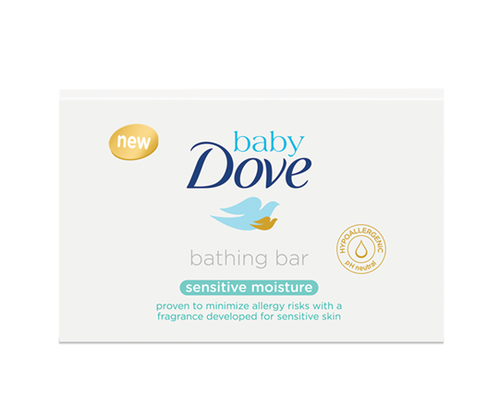 new
baby
Dove
bathing bar
HYPOALLERGENIC
pH neutral
sensitive moisture
proven to minimize allergy risks with a
fragrance developed for sensitive skin